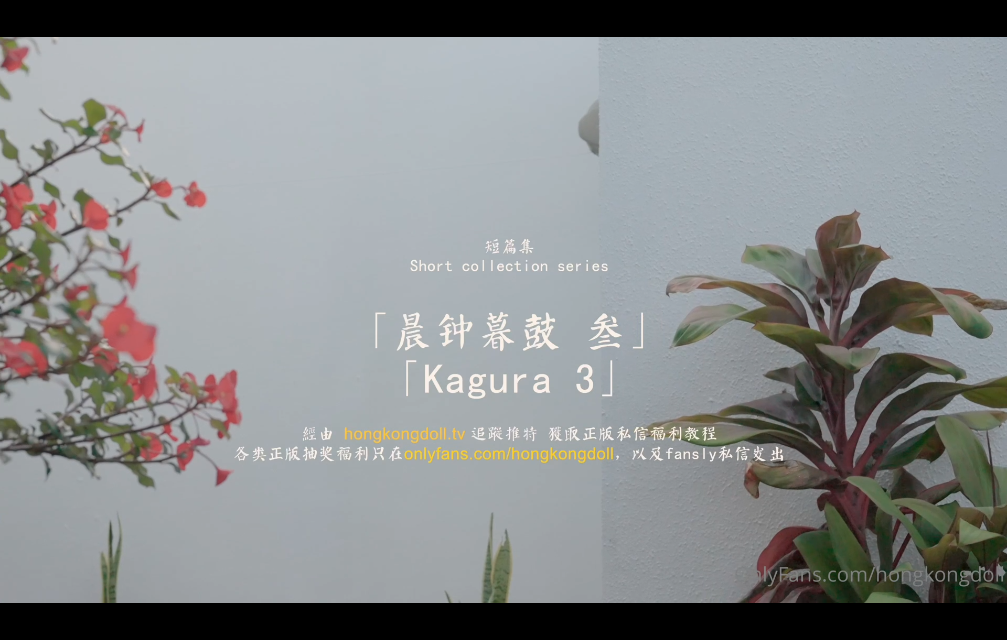 短篇集
Short collection series
「晨钟暮鼓 叁」
「Kagura 3」
經由 hongkongdoll.tv 追蹤推特 獲取正版私信福利教程
各类正版抽奖福利只在onlyfans.com/hongkongdoll，以及fansly私信发出
onlyFans.com/hongkongdoll